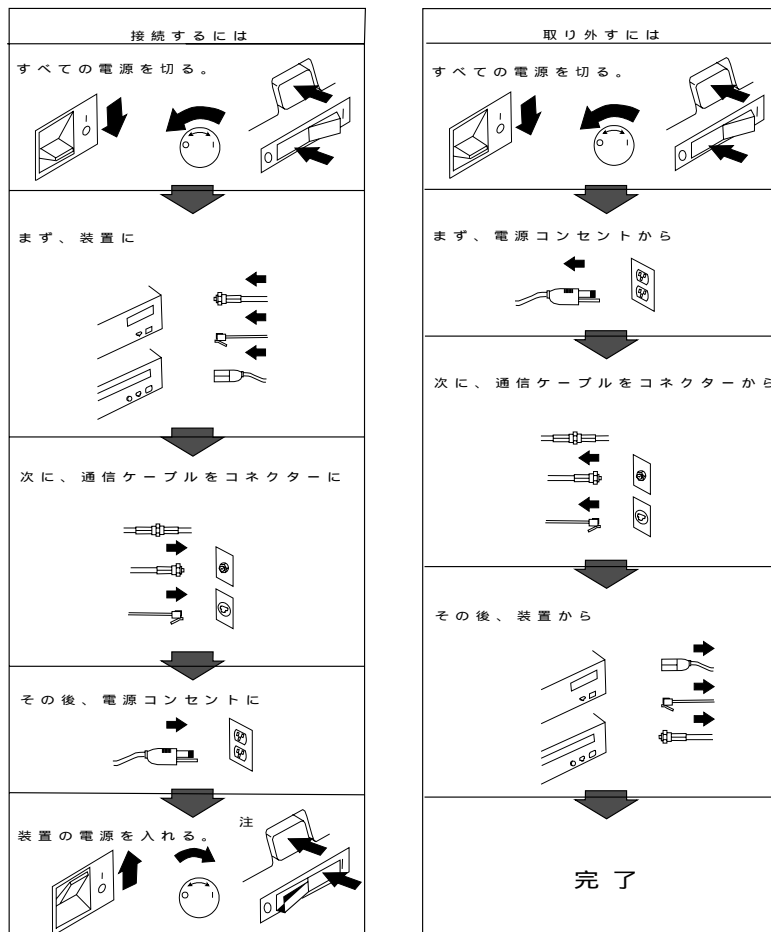 接続するには
すべての電源を切る。
まず、装置に
次に、通信ケーブルをコネクターに
その後、電源コンセントに
装置の電源を入れる。
注
取り外すには
すべての電源を切る。
まず、電源コンセントから
次に、通信ケーブルをコネクターから
その後、装置から
完了